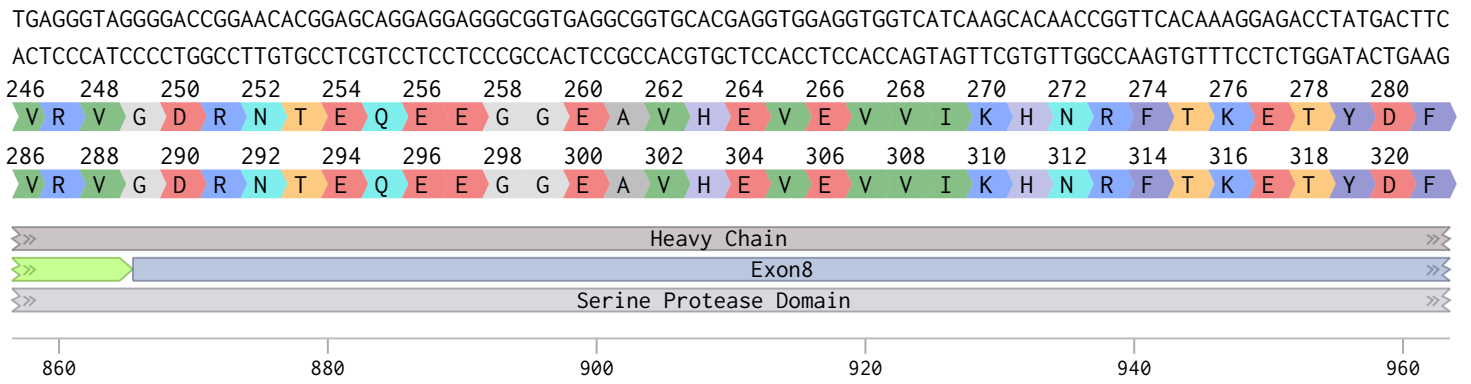 TGAGGGTAGGGGACCGGAACACGGAGCAGGAGGAGGGCGGTGAGGCGGTGCACGAGGTGGAGGTGGTCATCAAGCACAACCGGTTCACAAAGGAGACCTATGACTTC
ACTCCCATCCCCTGGCCTTGTGCCTCGTCCTCCTCCCGCCACTCCGCCACGTGCTCCACCTCCACCAGTAGTTCGTGTTGGCCAAGTGTTTCCTCTGGATACTGAAG
246 248 250 252 254 256 258 260 262 264 266 268 270 272 274 276 278 280
V R V G D R N T E Q E E G G E A V H E V E V V I K H N R F T K E T Y D F
286 288 290 292 294 296 298 300 302 304 306 308 310 312 314 316 318 320
V R V G D R N T E Q E E G G E A V H E V E V V I K H N R F T K E T Y D F
Heavy Chain
Exon8
Serine Protease Domain
860 880 900 920 940 960